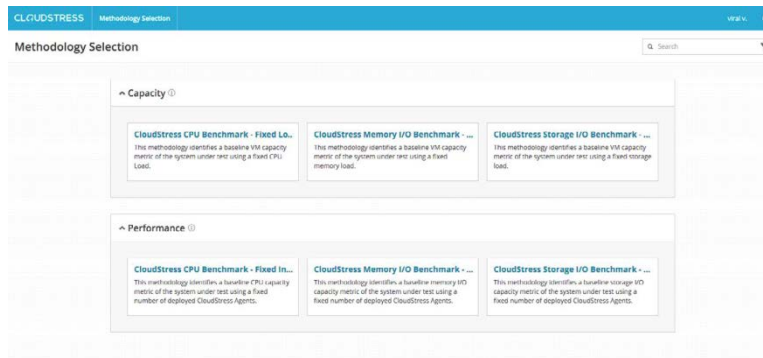 CLOUDSTRESS Methodology Selection viral v.
Methodology Selection
Search
Capacity
CloudStress CPU Benchmark - Fixed Lo..
This methodology identifies a baseline VM capacity
metric of the system under test using a fixed CPU
Load.
CloudStress Memory I/O Benchmark - ...
This methodology identifies a baseline VM capacity
metric of the system under test using a fixed
memory load.
CloudStress Storage I/O Benchmark - ...
This methodology identifies a baseline VM capacity
metric of the system under test using a fixed storage
load.
Performance
CloudStress CPU Benchmark - Fixed In...
This methodology identifies a baseline CPU capacity
metric of the system under test using a fixed
number of deployed CloudStress Agents.
CloudStress Memory I/O Benchmark - ...
This methodology identifies a baseline memory I/O
capacity metric of the system under test using a
fixed number of deployed CloudStress Agents.
CloudStress Storage I/O Benchmark - ...
This methodology identifies a baseline storage I/O
capacity metric of the system under test using a
fixed number of deployed CloudStress Agents.